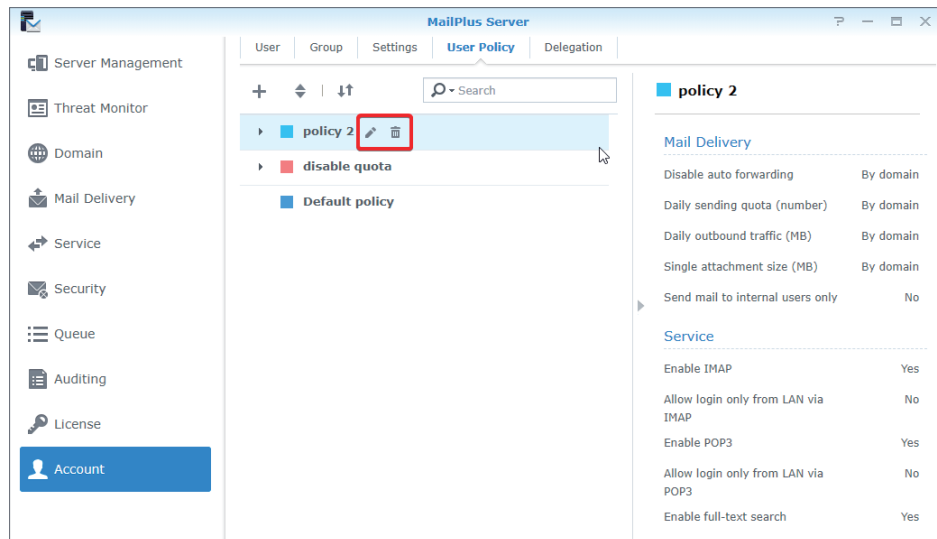 MailPlus Server
Server Management
Threat Monitor
Domain
Mail Delivery
Service
Security
Queue
Auditing
License
Account
User Group Settings User Policy Delegation
Search
policy 2
disable quota
Default policy
policy 2
Mail Delivery
Disable auto forwarding By domain
Daily sending quota (number) By domain
Daily outbound traffic (MB) By domain
Single attachment size (MB) By domain
Send mail to internal users only No
Service
Enable IMAP Yes
Allow login only from LAN via No
IMAP
Enable POP3 Yes
Allow login only from LAN via No
POP3
Enable full-text search Yes